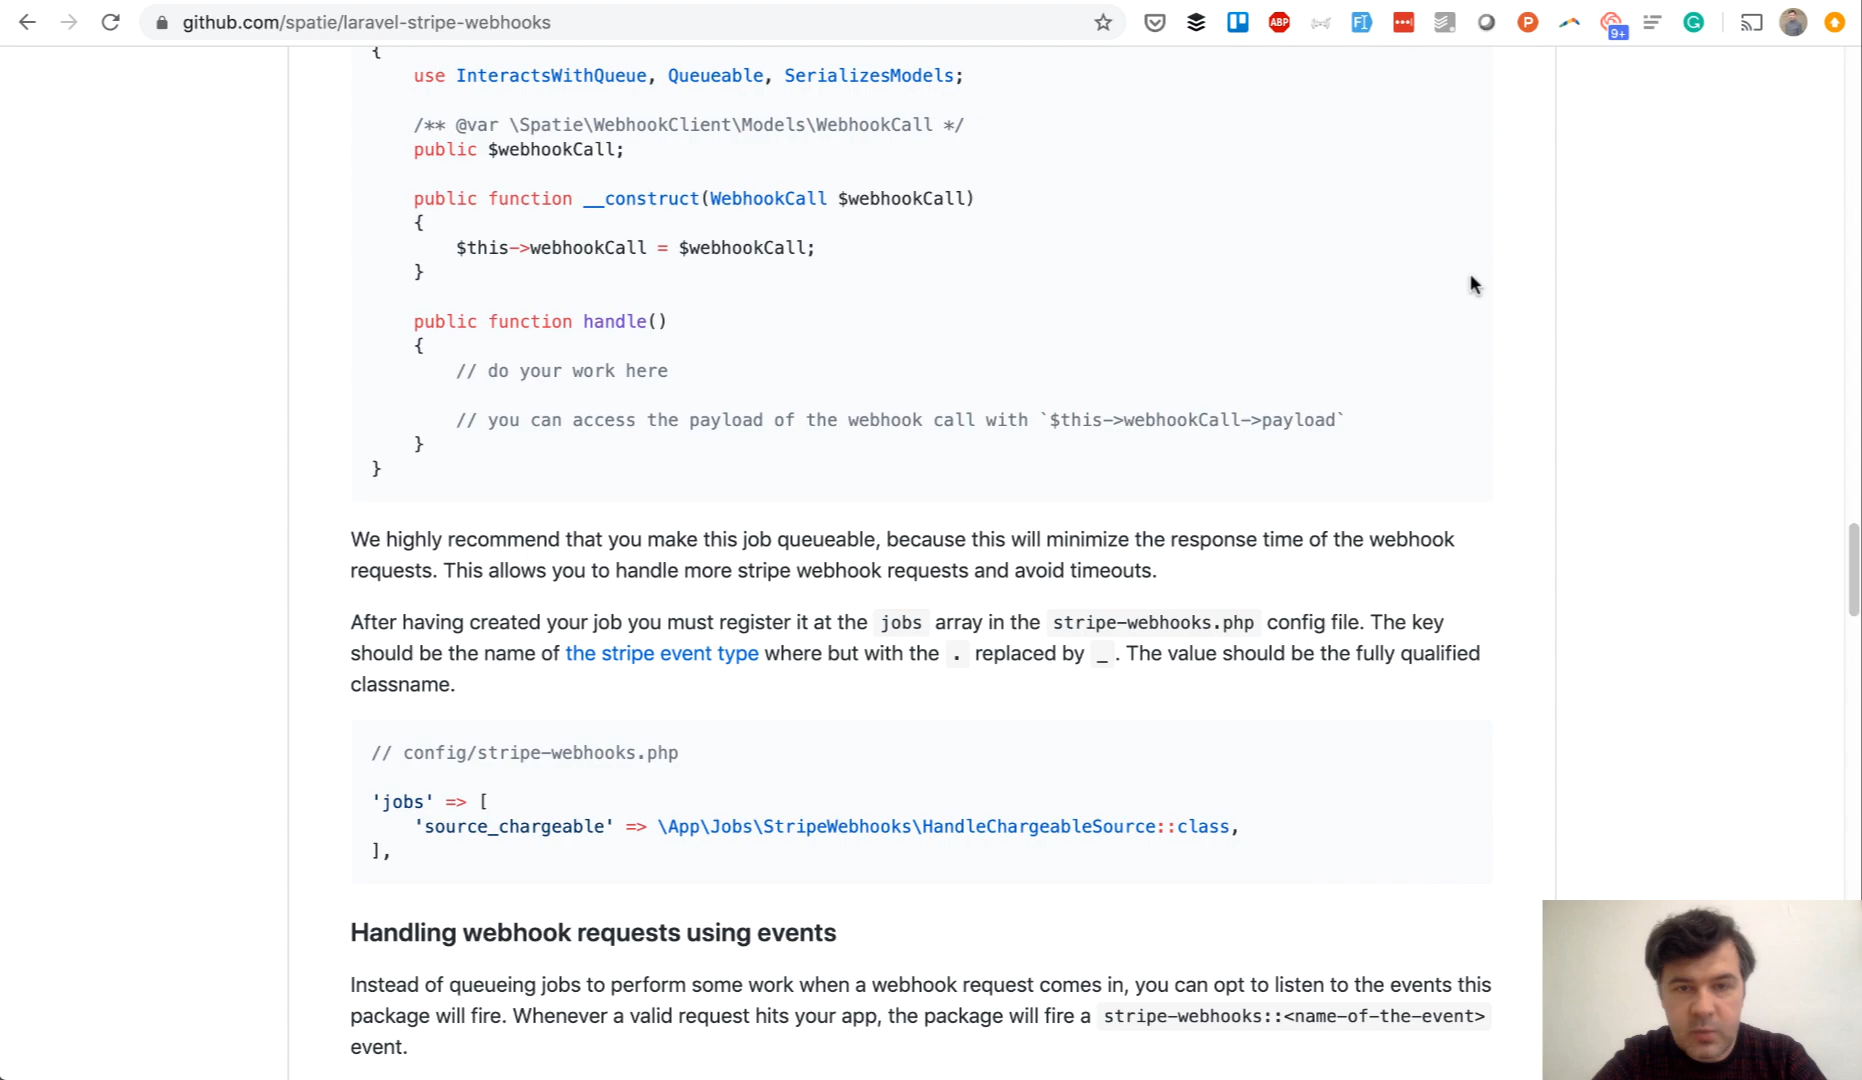 github.com/spatie/laravel-stripe-webhooks
ABP
9+
{
use InteractsWithQueue, Queueable, SerializesModels;
/** @var \Spatie\WebhookClient\Models\WebhookCall */
public $webhookCall;
public function __construct(WebhookCall $webhookCall)
{
$this->webhookCall = $webhookCall;
}
public function handle()
{
// do your work here
// you can access the payload of the webhook call with `$this->webhookCall->payload`
}
}
We highly recommend that you make this job queueable, because this will minimize the response time of the webhook
requests. This allows you to handle more stripe webhook requests and avoid timeouts.
After having created your job you must register it at the jobs array in the stripe-webhooks.php config file. The key
should be the name of the stripe event type where but with the . replaced by _. The value should be the fully qualified
classname.
// config/stripe-webhooks.php
'jobs' => [
'source_chargeable' => \App\Jobs\StripeWebhooks\HandleChargeableSource::class,
],
Handling webhook requests using events
Instead of queueing jobs to perform some work when a webhook request comes in, you can opt to listen to the events this
package will fire. Whenever a valid request hits your app, the package will fire a stripe-webhooks::<name-of-the-event>
event.